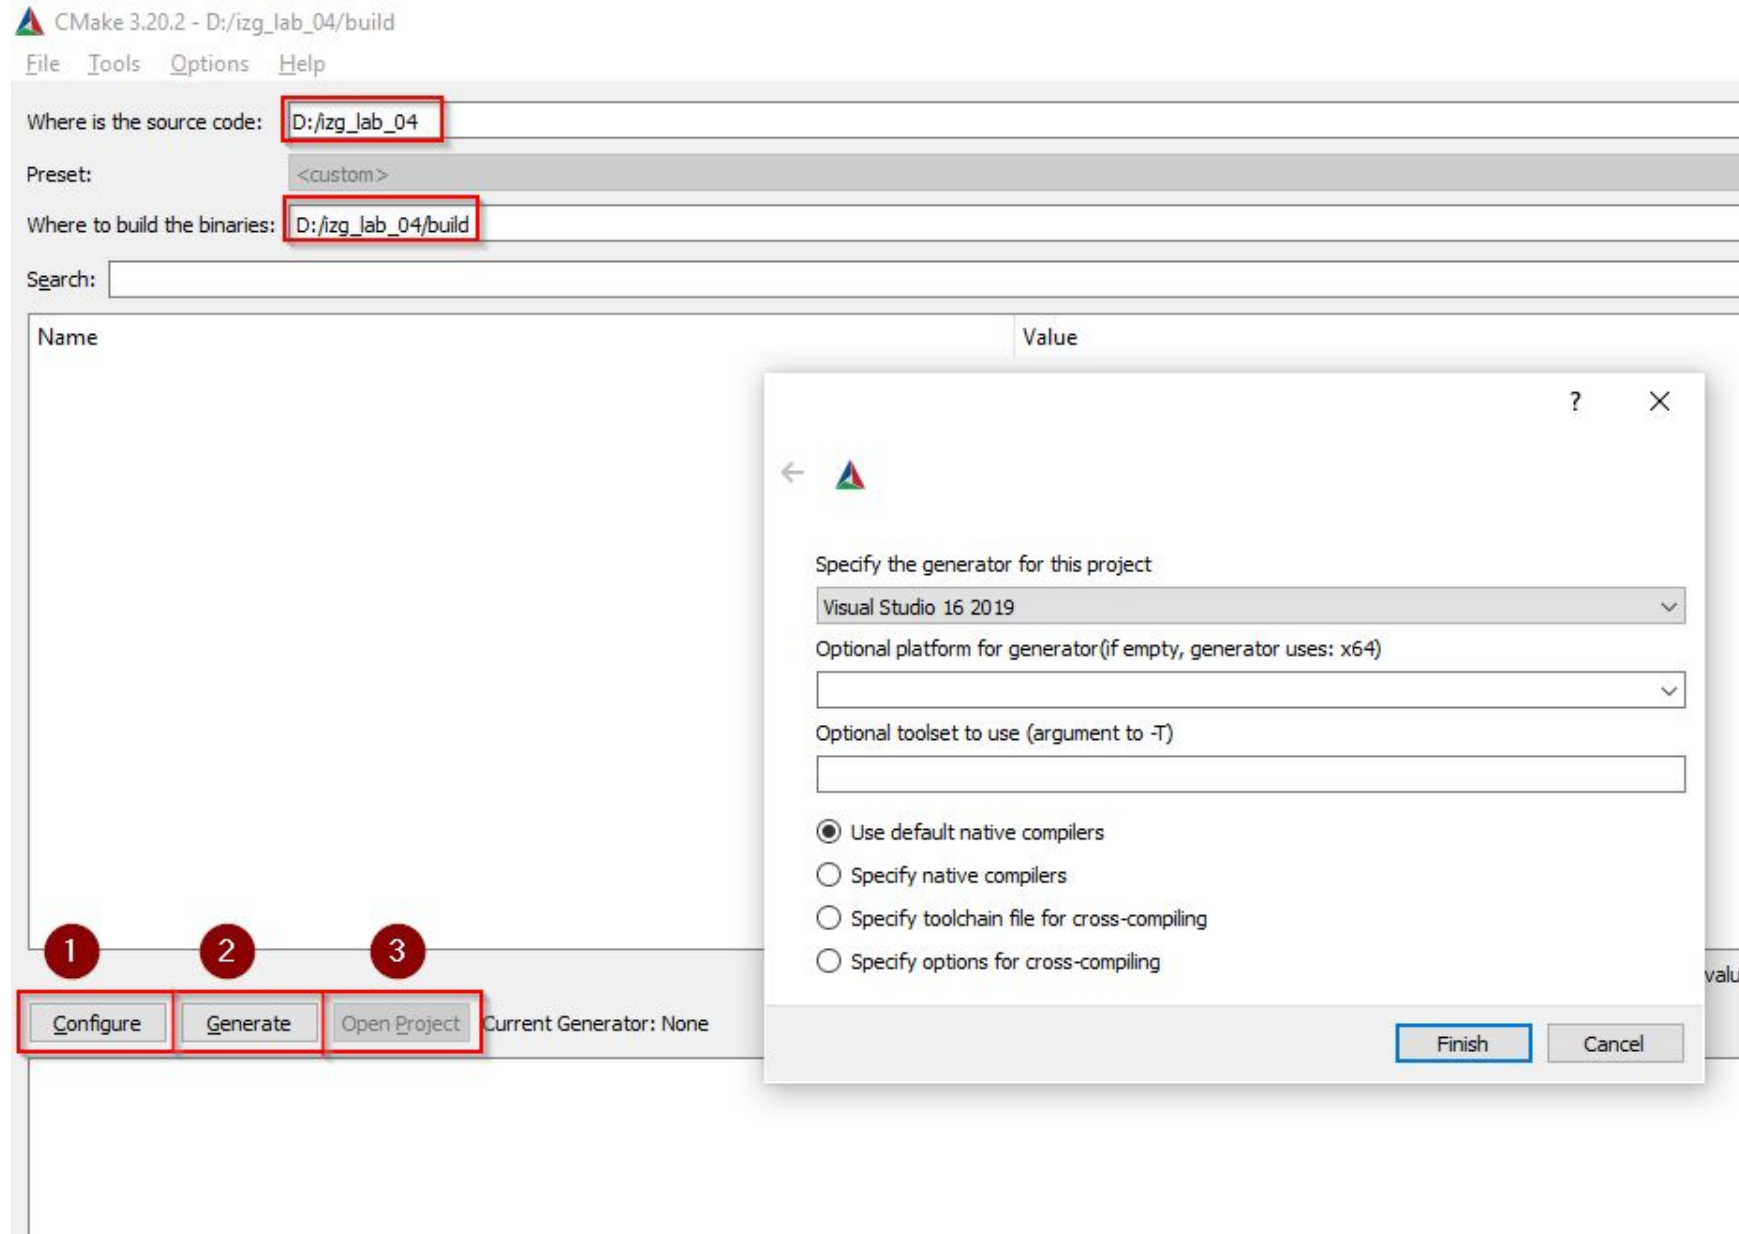 CMake 3.20.2 - D:/izg_lab_04/build
File Tools Options Help
Where is the source code: D:/izg_lab_04
Preset: <custom>
Where to build the binaries: D:/izg_lab_04/build
Search:
Name Value
?
Specify the generator for this project
Visual Studio 16 2019
Optional platform for generator(if empty, generator uses: x64)
Optional toolset to use (argument to -T)
Use default native compilers
Specify native compilers
Specify toolchain file for cross-compiling
Specify options for cross-compiling
Finish Cancel
1 2 3
valu
Configure Generate Open Project Current Generator: None